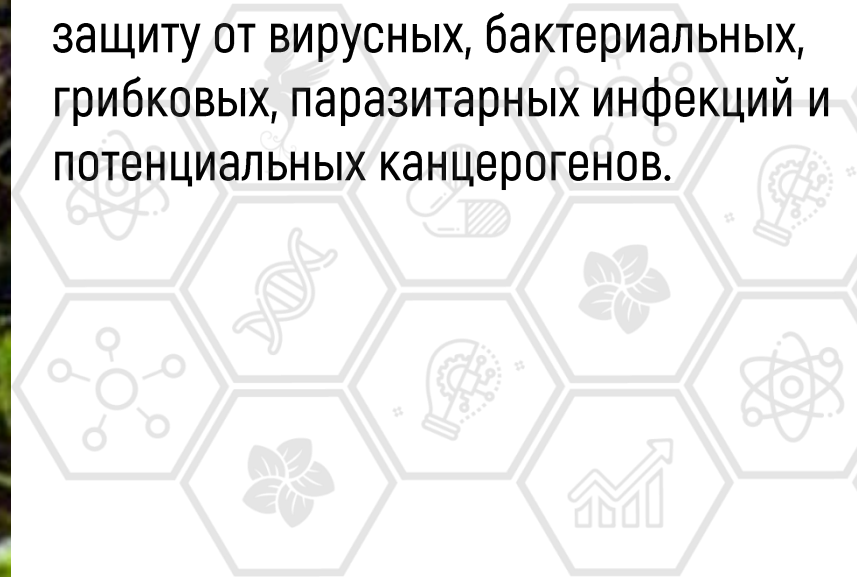 защиту от вирусных, бактериальных,
грибковых, паразитарных инфекций и
потенциальных канцерогенов.